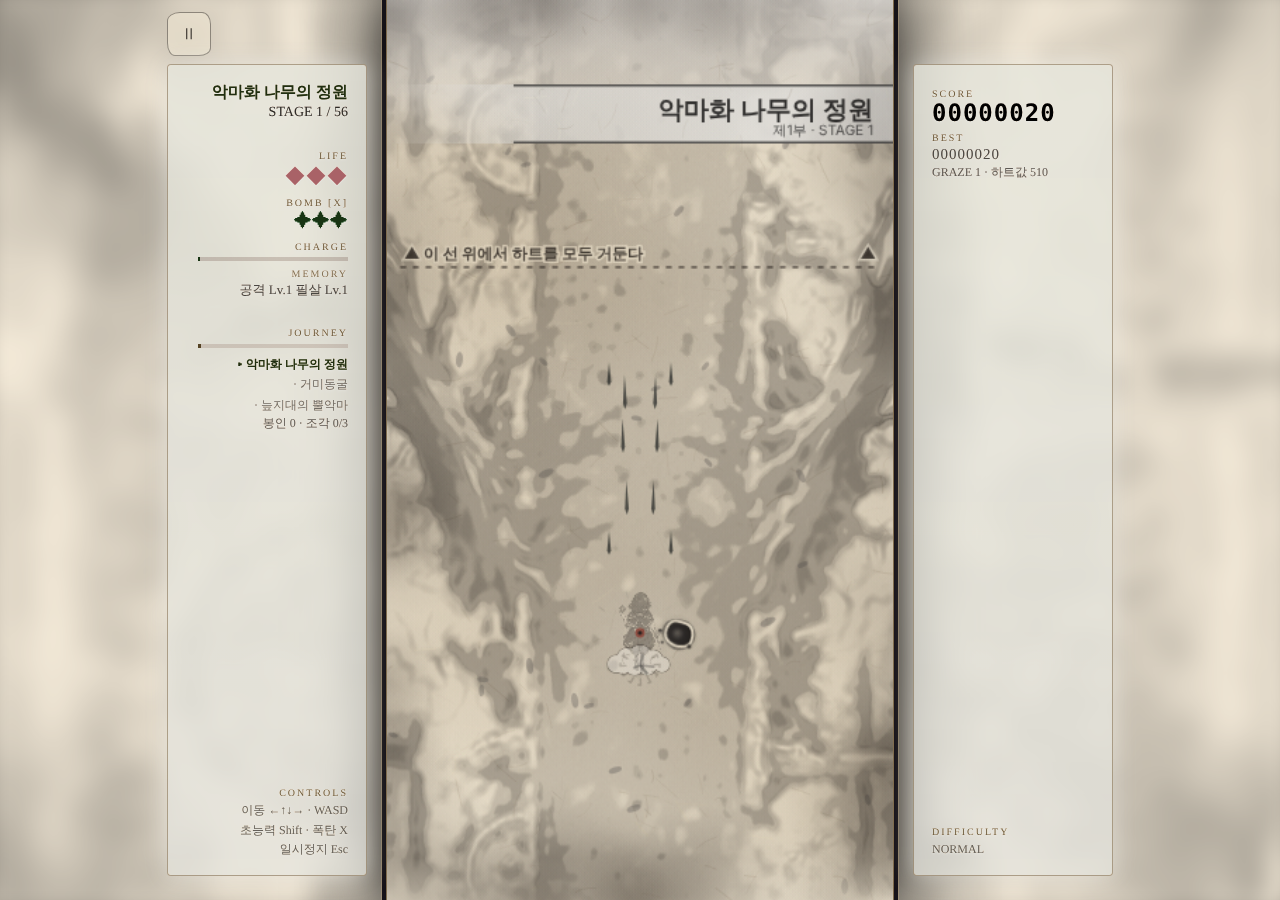 악마화 나무의 정원
STAGE 1 / 56
LIFE
BOMB [X]
CHARGE
MEMORY
공격 Lv.1 필살 Lv.1
JOURNEY
▸ 악마화 나무의 정원
· 거미동굴
· 늪지대의 뿔악마
봉인 0 · 조각 0/3
CONTROLS
이동 ←↑↓→ · WASD
초능력 Shift · 폭탄 X
일시정지 Esc
악마화 나무의 정원
제1부 · STAGE 1
▲ 이 선 위에서 하트를 모두 거둔다 ▲
SCORE
00000020
BEST
00000020
GRAZE 1 · 하트값 510
DIFFICULTY
NORMAL